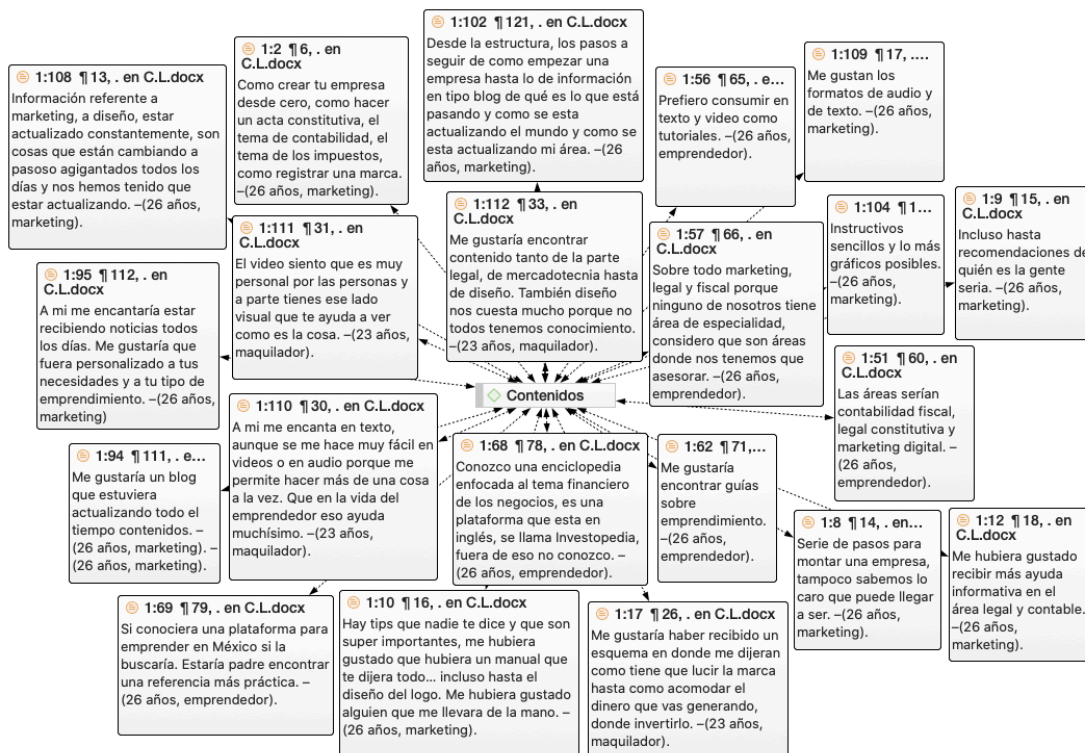 1:108 ¶ 13, . en C.L.docx
Información referente a
marketing, a diseño, estar
actualizado constantemente, son
cosas que están cambiando a
pasoso agigantados todos los
días y nos hemos tenido que
estar actualizando. –(26 años,
marketing).
1:2 ¶ 6, . en
C.L.docx
Como crear tu empresa
desde cero, como hacer
un acta constitutiva, el
tema de contabilidad, el
tema de los impuestos,
como registrar una marca.
–(26 años, marketing).
1:102 ¶ 121, . en C.L.docx
Desde la estructura, los pasos a
seguir de como empezar una
empresa hasta lo de información
en tipo blog de qué es lo que está
pasando y como se esta
actualizando el mundo y como se
esta actualizando mi área. –(26
años, marketing).
1:56 ¶ 65, . e...
Prefiero consumir en
texto y video como
tutoriales. –(26 años,
emprendedor).
1:109 ¶ 17, ....
Me gustan los
formatos de audio y
de texto. –(26 años,
marketing).
1:111 ¶ 31, . en
C.L.docx
El video siento que es muy
personal por las personas y
a parte tienes ese lado
visual que te ayuda a ver
como es la cosa. –(23 años,
maquilador).
1:112 ¶ 33, . en
C.L.docx
Me gustaría encontrar
contenido tanto de la parte
legal, de mercadotecnia hasta
de diseño. También diseño
nos cuesta mucho porque no
todos tenemos conocimiento.
–(23 años, maquilador).
1:57 ¶ 66, . en
C.L.docx
Sobre todo marketing,
legal y fiscal porque
ninguno de nosotros tiene
área de especialidad,
considero que son áreas
donde nos tenemos que
asesorar. –(26 años,
emprendedor).
1:104 ¶ 1...
Instructivos
sencillos y lo más
gráficos posibles.
–(26 años,
marketing).
1:9 ¶ 15, . en
C.L.docx
Incluso hasta
recomendaciones de
quién es la gente
seria. –(26 años,
marketing).
1:95 ¶ 112, . en
C.L.docx
A mi me encantaría estar
recibiendo noticias todos
los días. Me gustaría que
fuera personalizado a tus
necesidades y a tu tipo de
emprendimiento. –(26 años,
marketing)
Contenidos
1:51 ¶ 60, . en
C.L.docx
Las áreas serían
contabilidad fiscal,
legal constitutiva y
marketing digital. –
(26 años,
emprendedor).
1:94 ¶ 111, . e...
Me gustaría un blog
que estuviera
actualizando todo el
tiempo contenidos. –
(26 años, marketing). –
(26 años, marketing).
1:110 ¶ 30, . en C.L.docx
A mi me encanta en texto,
aunque se me hace muy fácil en
videos o en audio porque me
permite hacer más de una cosa
a la vez. Que en la vida del
emprendedor eso ayuda
muchísimo. –(23 años,
maquilador).
1:68 ¶ 78, . en C.L.docx
Conozco una enciclopedia
enfocada al tema financiero
de los negocios, es una
plataforma que esta en
inglés, se llama Investopedia,
fuera de eso no conozco. –
(26 años, emprendedor).
1:62 ¶ 71,...
Me gustaría
encontrar guías
sobre
emprendimiento.
–(26 años,
emprendedor).
1:8 ¶ 14, . en...
Serie de pasos para
montar una empresa,
tampoco sabemos lo
caro que puede llegar
a ser. –(26 años,
marketing).
1:12 ¶ 18, . en
C.L.docx
Me hubiera gustado
recibir más ayuda
informativa en el
área legal y contable.
–(26 años,
marketing).
1:69 ¶ 79, . en C.L.docx
Si conociera una plataforma para
emprender en México si la
buscaría. Estaría padre encontrar
una referencia más práctica. –
(26 años, emprendedor).
1:10 ¶ 16, . en C.L.docx
Hay tips que nadie te dice y que son
super importantes, me hubiera
gustado que hubiera un manual que
te dijera todo... incluso hasta el
diseño del logo. Me hubiera gustado
alguien que me llevara de la mano. –
(26 años, marketing).
1:17 ¶ 26, . en C.L.docx
Me gustaría haber recibido un
esquema en donde me dijeran
como tiene que lucir la marca
hasta como acomodar el
dinero que vas generando,
donde invertirlo. –(23 años,
maquilador).